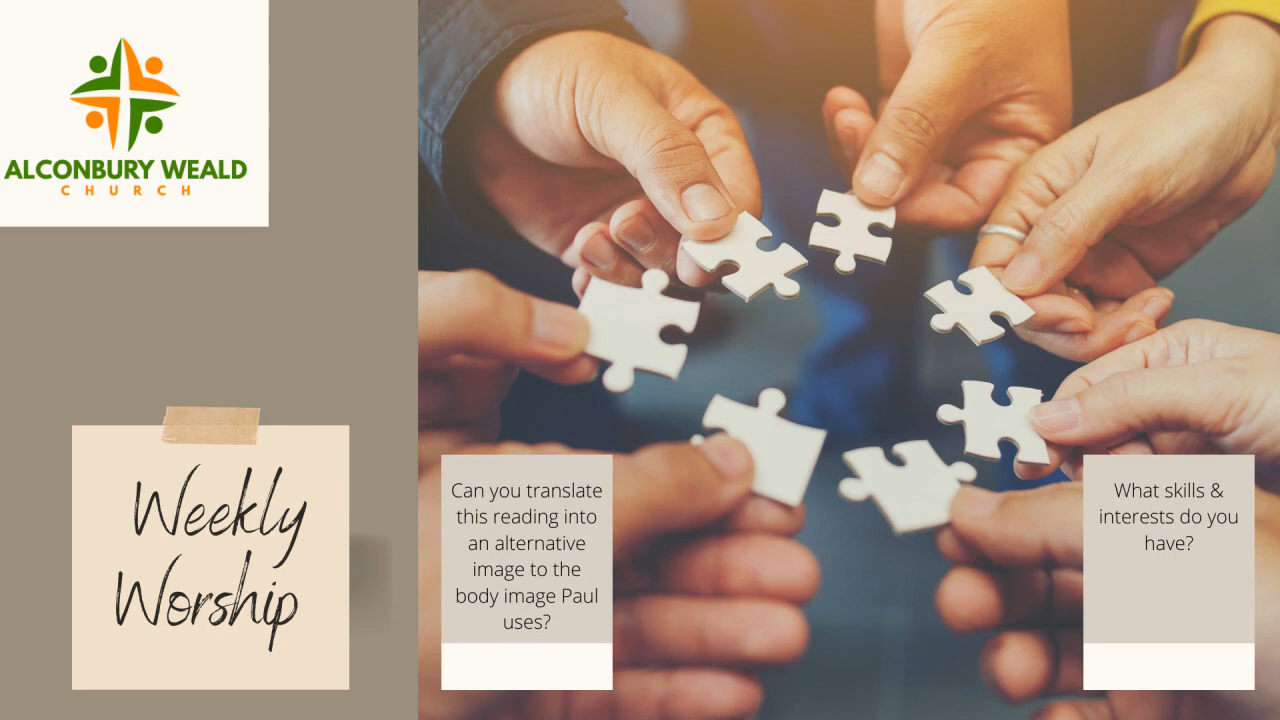 ALCONBURY WEALD
CHURCH
Weekly
Worship
Can you translate
this reading into
an alternative
image to the
body image Paul
uses?
What skills &
interests do you
have?